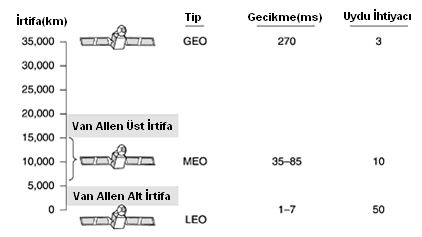 İrtifa(km) Tip Gecikme(ms) Uydu İhtiyacı
35,000 GEO 270 3
30,000
25,000
20,000
Van Allen Üst İrtifa
15,000
10,000 MEO 35–85 10
5,000
Van Allen Alt İrtifa
0 LEO 1–7 50